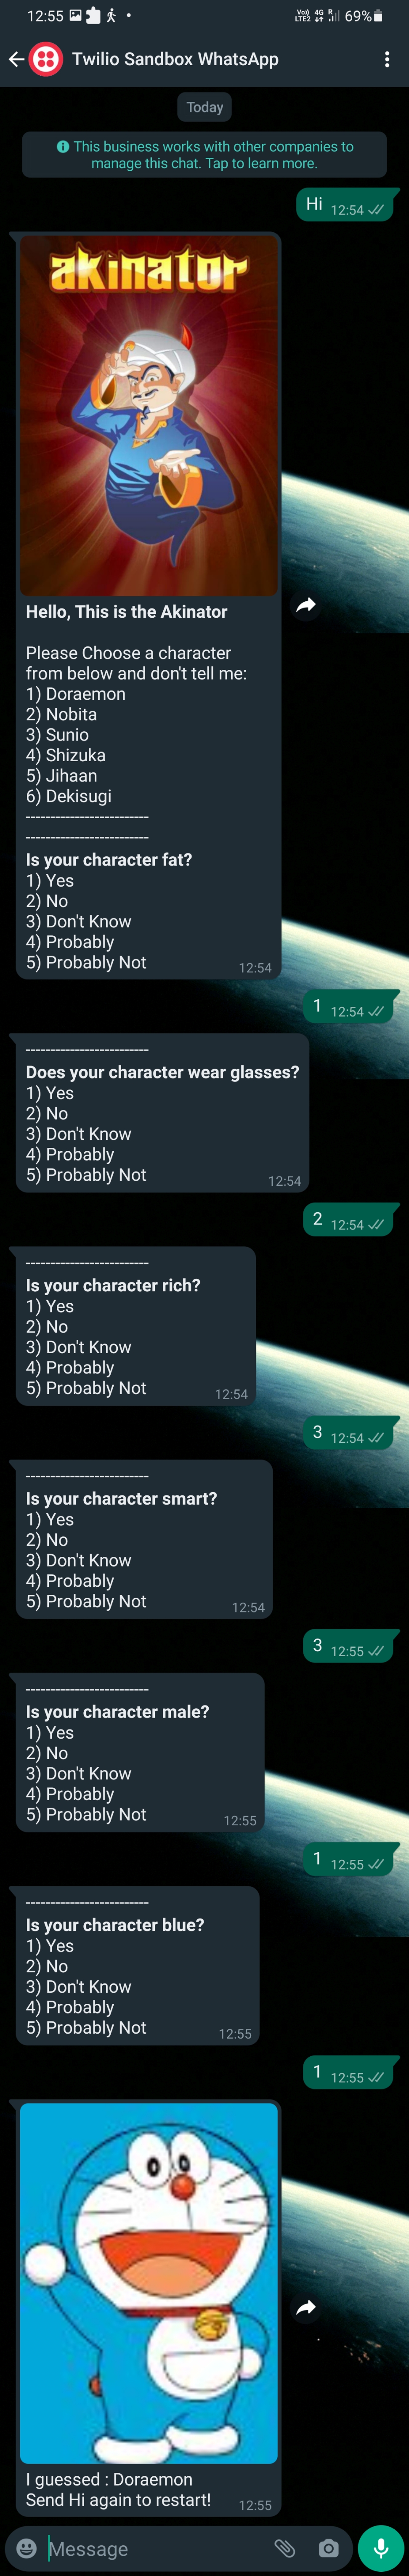 12:55
Vo)) 4G R
LTE2
69%
Twilio Sandbox WhatsApp
Today
This business works with other companies to
manage this chat. Tap to learn more.
Hi 12:54
akinator
Hello, This is the Akinator
Please Choose a character
from below and don't tell me:
1) Doraemon
2) Nobita
3) Sunio
4) Shizuka
5) Jihaan
6) Dekisugi
-------------------------
-------------------------
Is your character fat?
1) Yes
2) No
3) Don't Know
4) Probably
5) Probably Not
12:54
1 12:54
-------------------------
Does your character wear glasses?
1) Yes
2) No
3) Don't Know
4) Probably
5) Probably Not
12:54
2 12:54
-------------------------
Is your character rich?
1) Yes
2) No
3) Don't Know
4) Probably
5) Probably Not
12:54
3 12:54
-------------------------
Is your character smart?
1) Yes
2) No
3) Don't Know
4) Probably
5) Probably Not
12:54
3 12:55
-------------------------
Is your character male?
1) Yes
2) No
3) Don't Know
4) Probably
5) Probably Not
12:55
1 12:55
-------------------------
Is your character blue?
1) Yes
2) No
3) Don't Know
4) Probably
5) Probably Not
12:55
1 12:55
I guessed : Doraemon
Send Hi again to restart!
12:55
Message